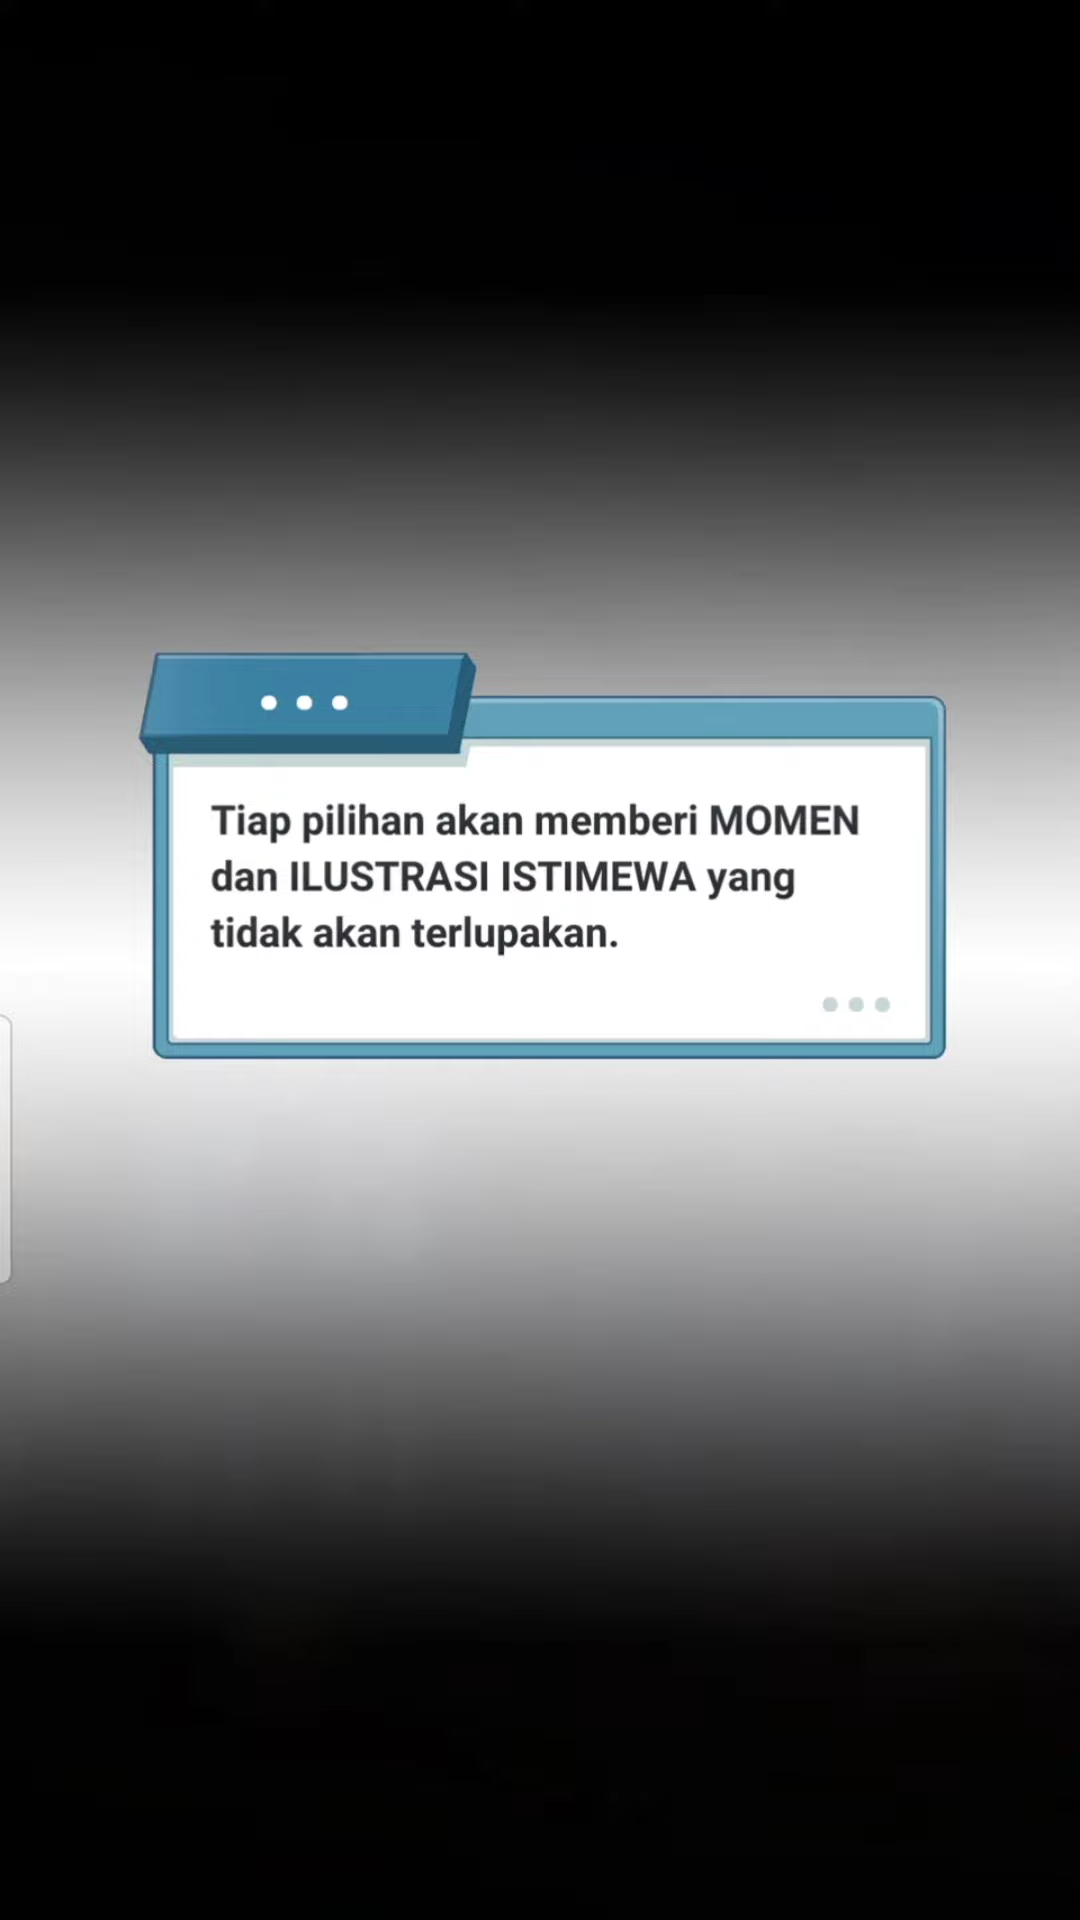 Tiap pilihan akan memberi MOMEN
dan ILUSTRASI ISTIMEWA yang
tidak akan terlupakan.